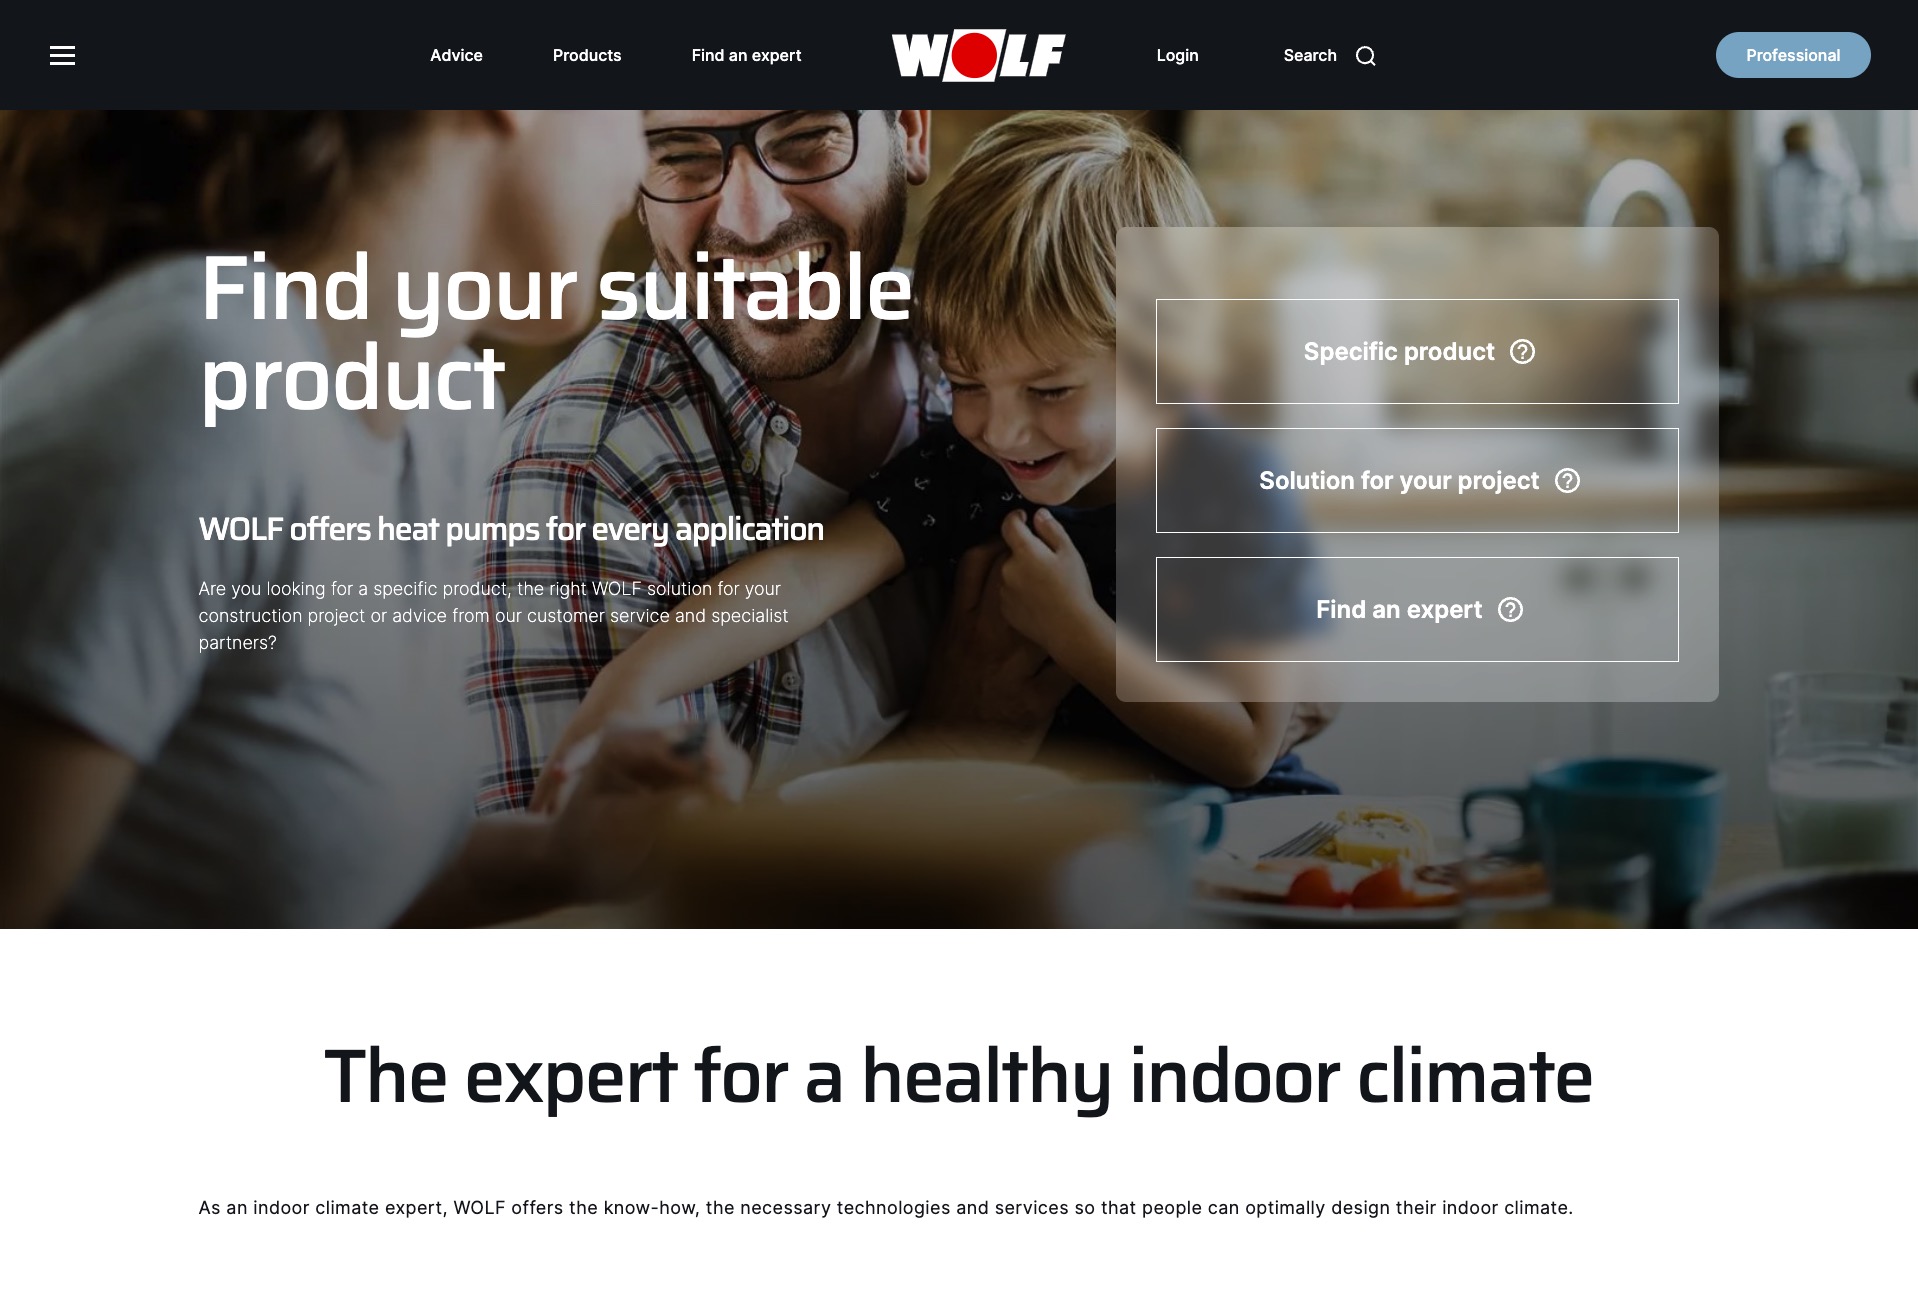 Advice
Products
Find an expert
WOLF
Login
Search
Professional
Find your suitable
product
WOLF offers heat pumps for every application
Are you looking for a specific product, the right WOLF solution for your
construction project or advice from our customer service and specialist
partners?
Specific product
Solution for your project
Find an expert
The expert for a healthy indoor climate
As an indoor climate expert, WOLF offers the know-how, the necessary technologies and services so that people can optimally design their indoor climate.